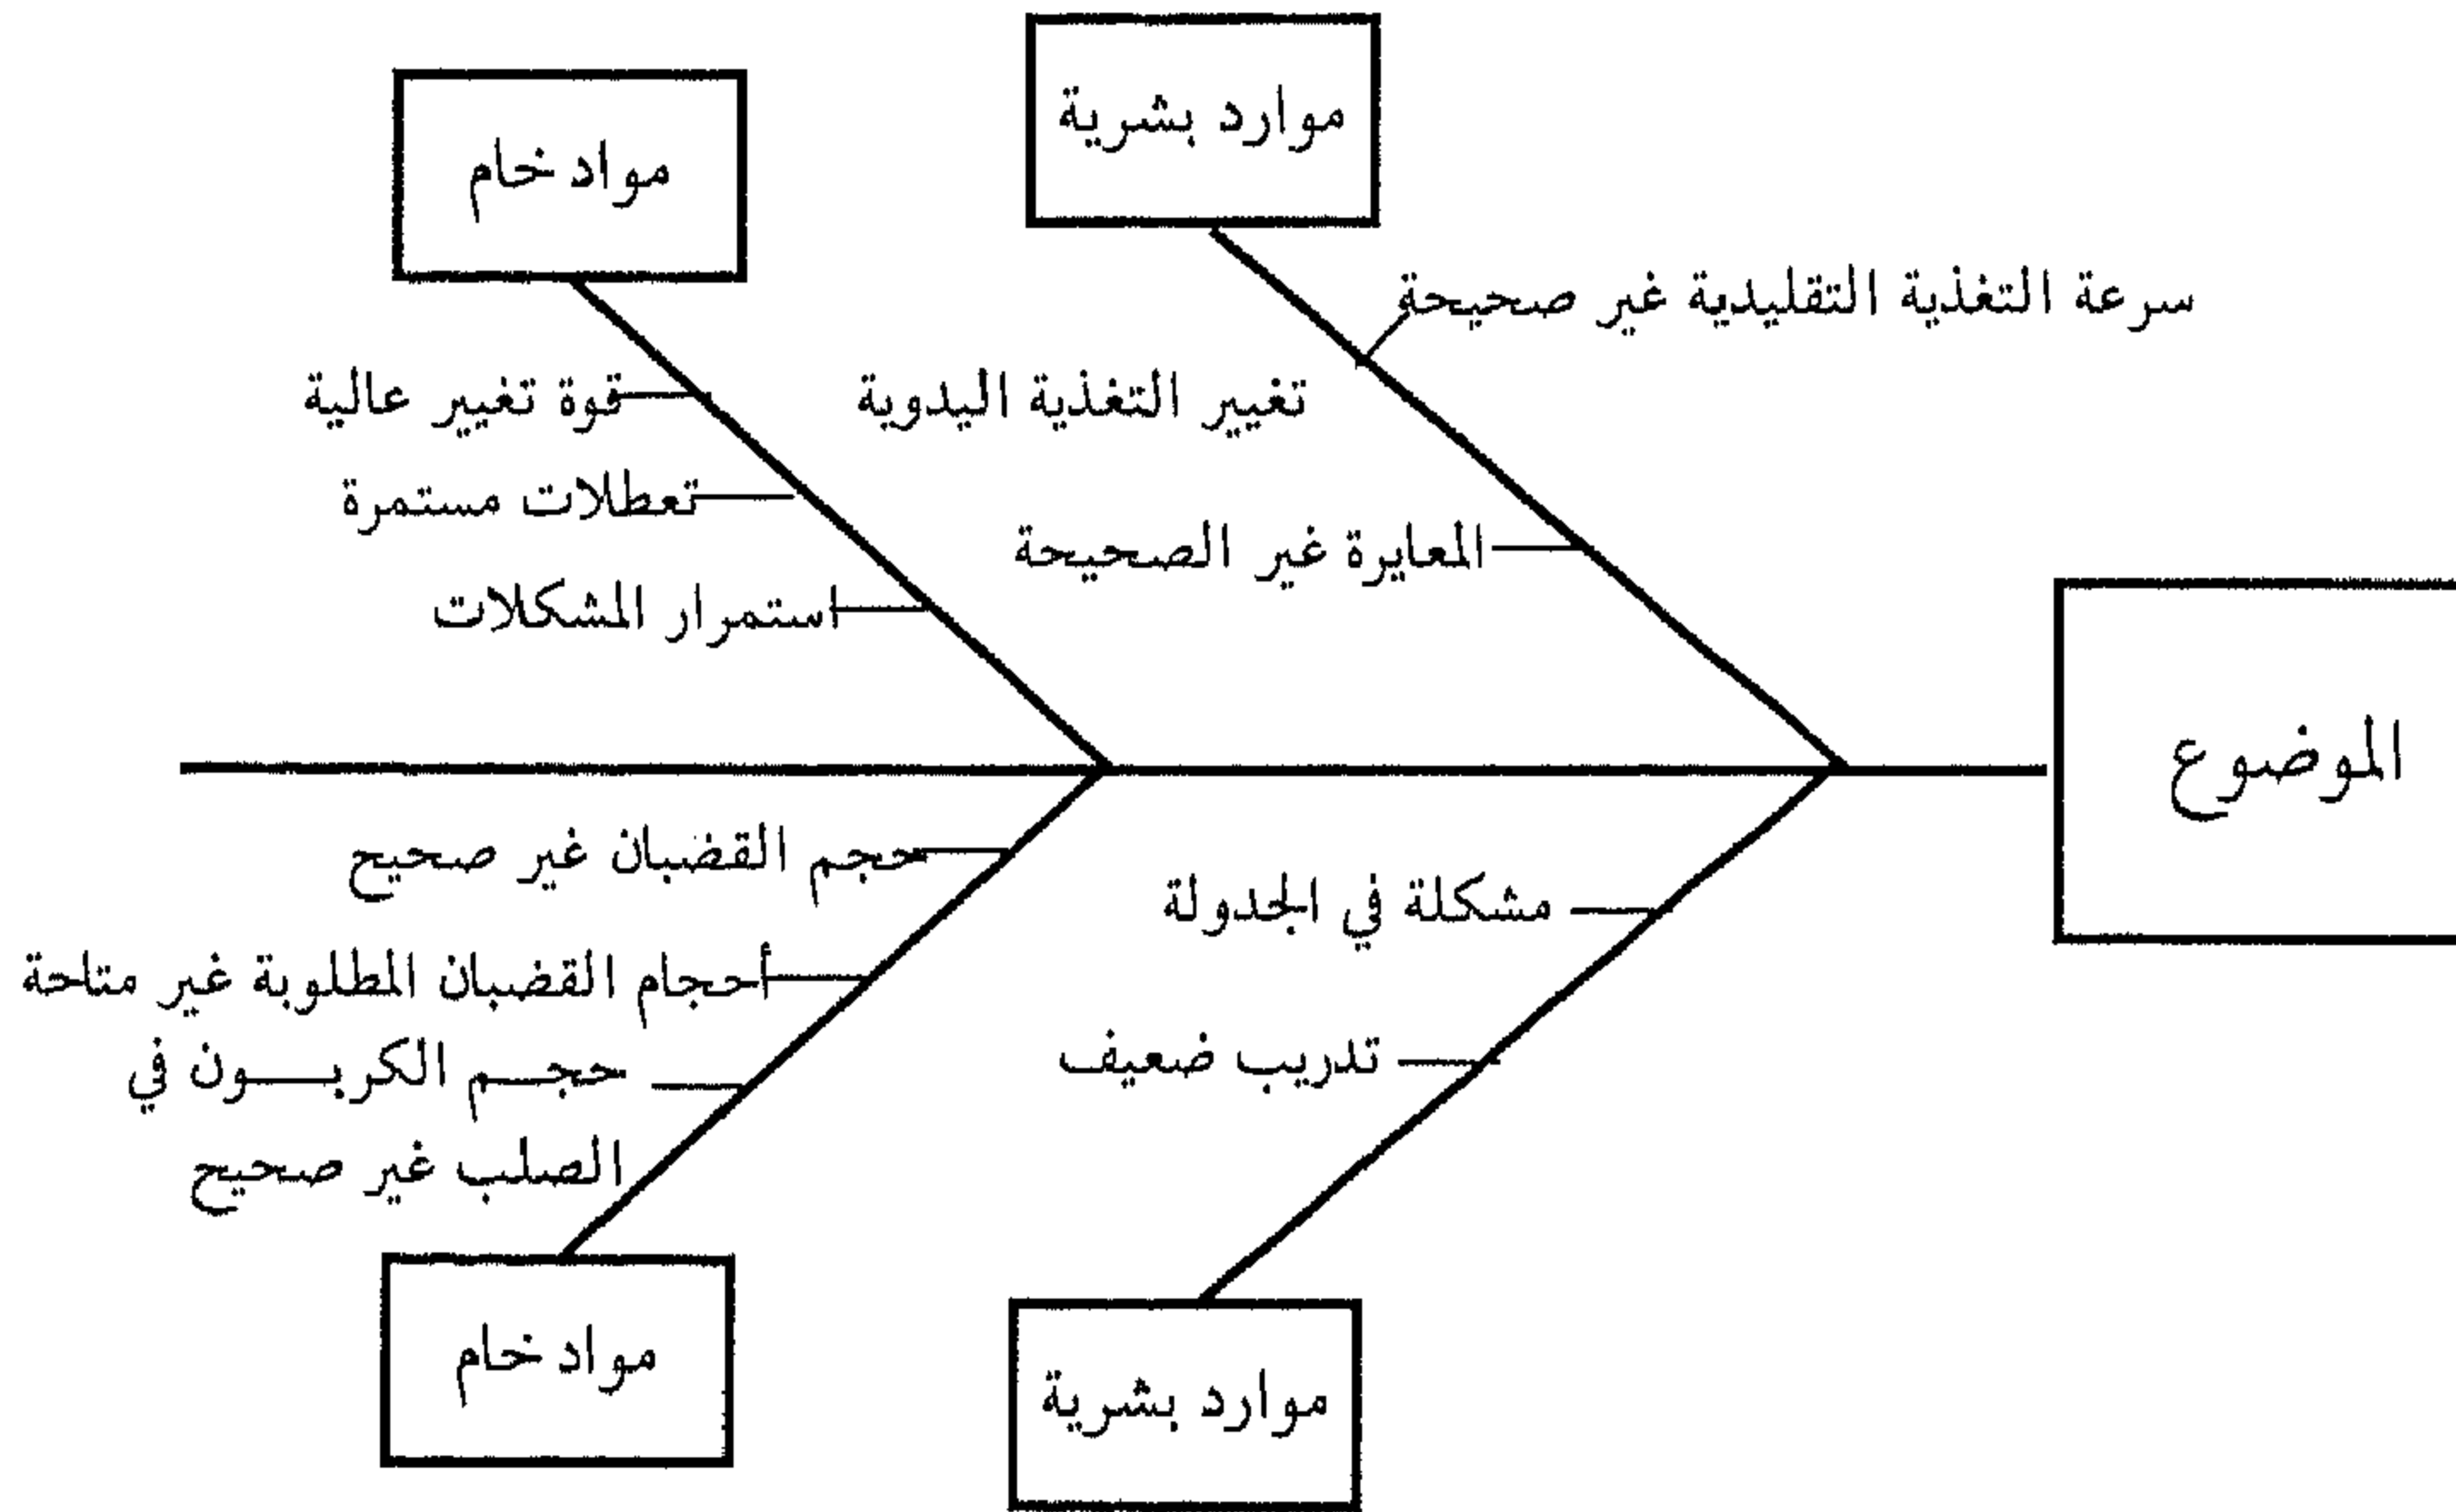 موارد بشرية
مواد خام
سرعة التغذية التقليدية غير صحيحة
تغيير التغذية اليدوية
المعايرة غير الصحيحة
قوة تغيير عالية
تعطلات مستمرة
استمرار المشكلات
الموضوع
مشكلة في الجدولة
تدريب ضعيف
حجم القضبان غير صحيح
أحجام القضبان المطلوبة غير متاحة
حجم الكربون في
الصلب غير صحيح
موارد بشرية
مواد خام